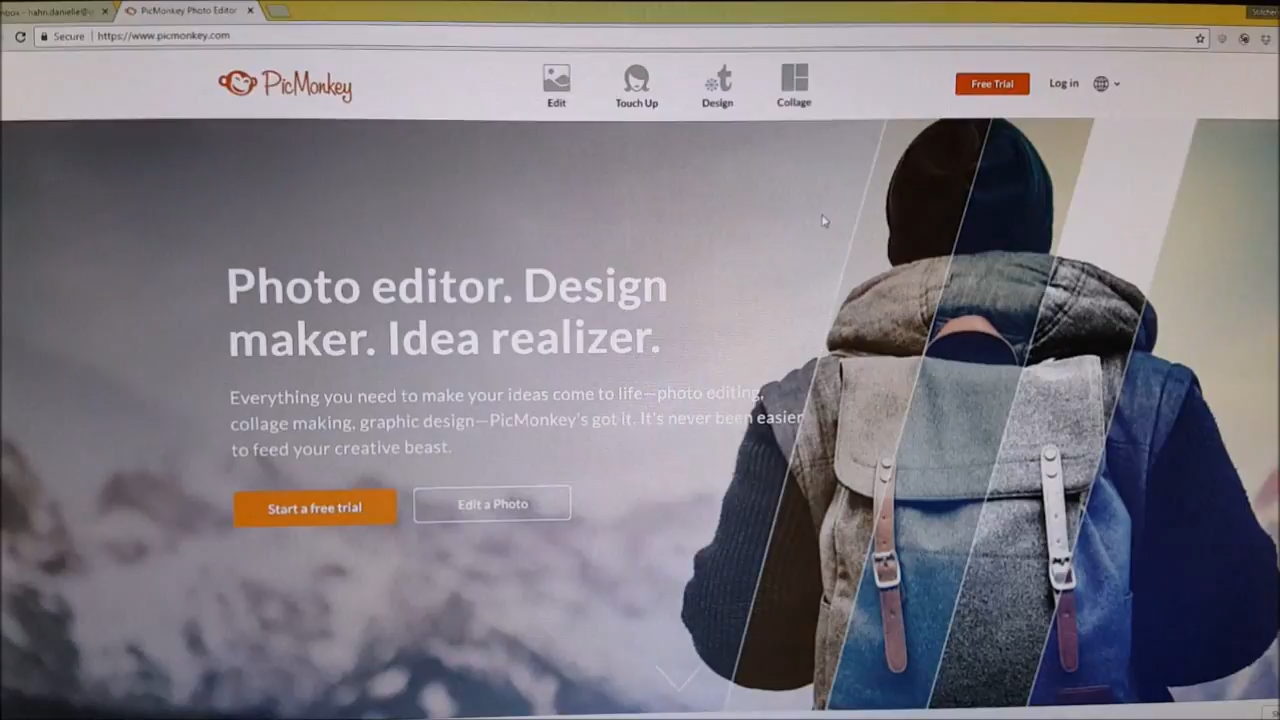 PicMonkey Photo Editor
Secure | https://www.picmonkey.com
PicMonkey
Edit
Touch Up
Design
Collage
Free Trial
Log in
Photo editor. Design
maker. Idea realizer.
Everything you need to make your ideas come to life—photo editing,
collage making, graphic design—PicMonkey's got it. It's never been easier
to feed your creative beast.
Start a free trial
Edit a Photo